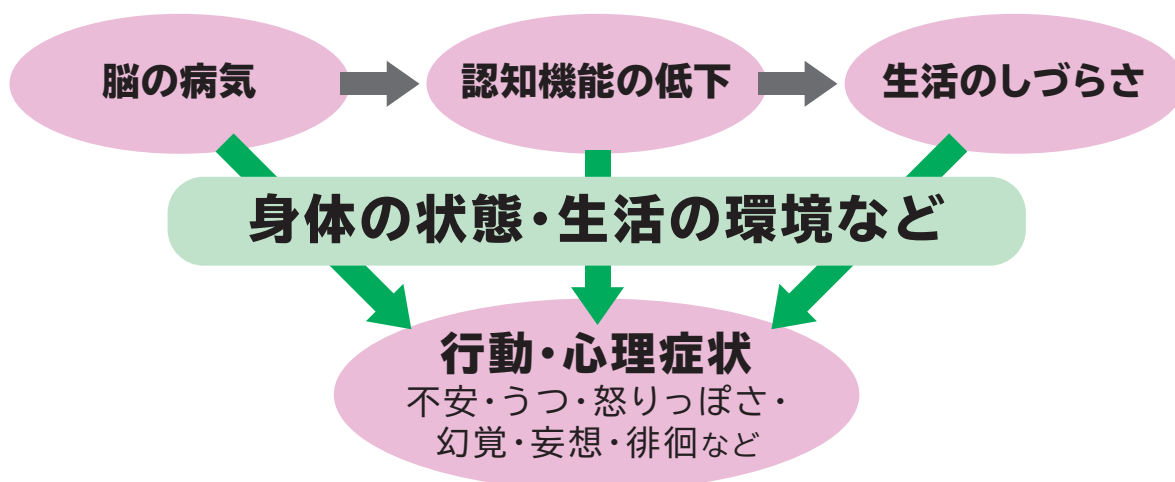 脳の病気
認知機能の低下
生活のしづらさ
身体の状態・生活の環境など
行動・心理症状
不安・うつ・怒りっぽさ・
幻覚・妄想・徘徊など